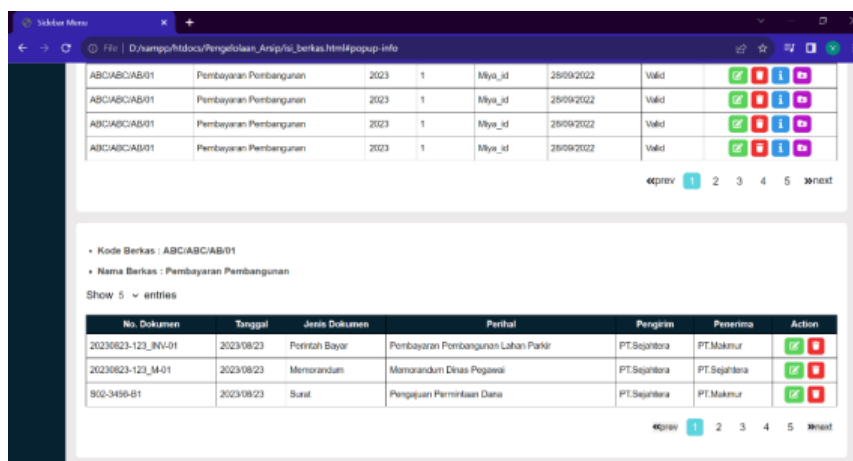 Sidebar Menu
File | D:/xampp/htdocs/Pengelolaan_Arsip/isi_berkas.html#popup-info
ABC/ABC/AB/01 Pembayaran Pembangunan 2023 1 Miya_id 28/09/2022 Valid
ABC/ABC/AB/01 Pembayaran Pembangunan 2023 1 Miya_id 28/09/2022 Valid
ABC/ABC/AB/01 Pembayaran Pembangunan 2023 1 Miya_id 28/09/2022 Valid
ABC/ABC/AB/01 Pembayaran Pembangunan 2023 1 Miya_id 28/09/2022 Valid
«prev 1 2 3 4 5 »next
• Kode Berkas : ABC/ABC/AB/01
• Nama Berkas : Pembayaran Pembangunan
Show 5 entries
No. Dokumen Tanggal Jenis Dokumen Perihal Pengirim Penerima Action
20230823-123_INV-01 2023/08/23 Perintah Bayar Pembayaran Pembangunan Lahan Parkir PT.Sejahtera PT.Makmur
20230823-123_M-01 2023/08/23 Memorandum Memorandum Dinas Pegawai PT.Sejahtera PT.Sejahtera
S02-3456-B1 2023/08/23 Surat Pengajuan Permintaan Dana PT.Sejahtera PT.Makmur
«prev 1 2 3 4 5 »next